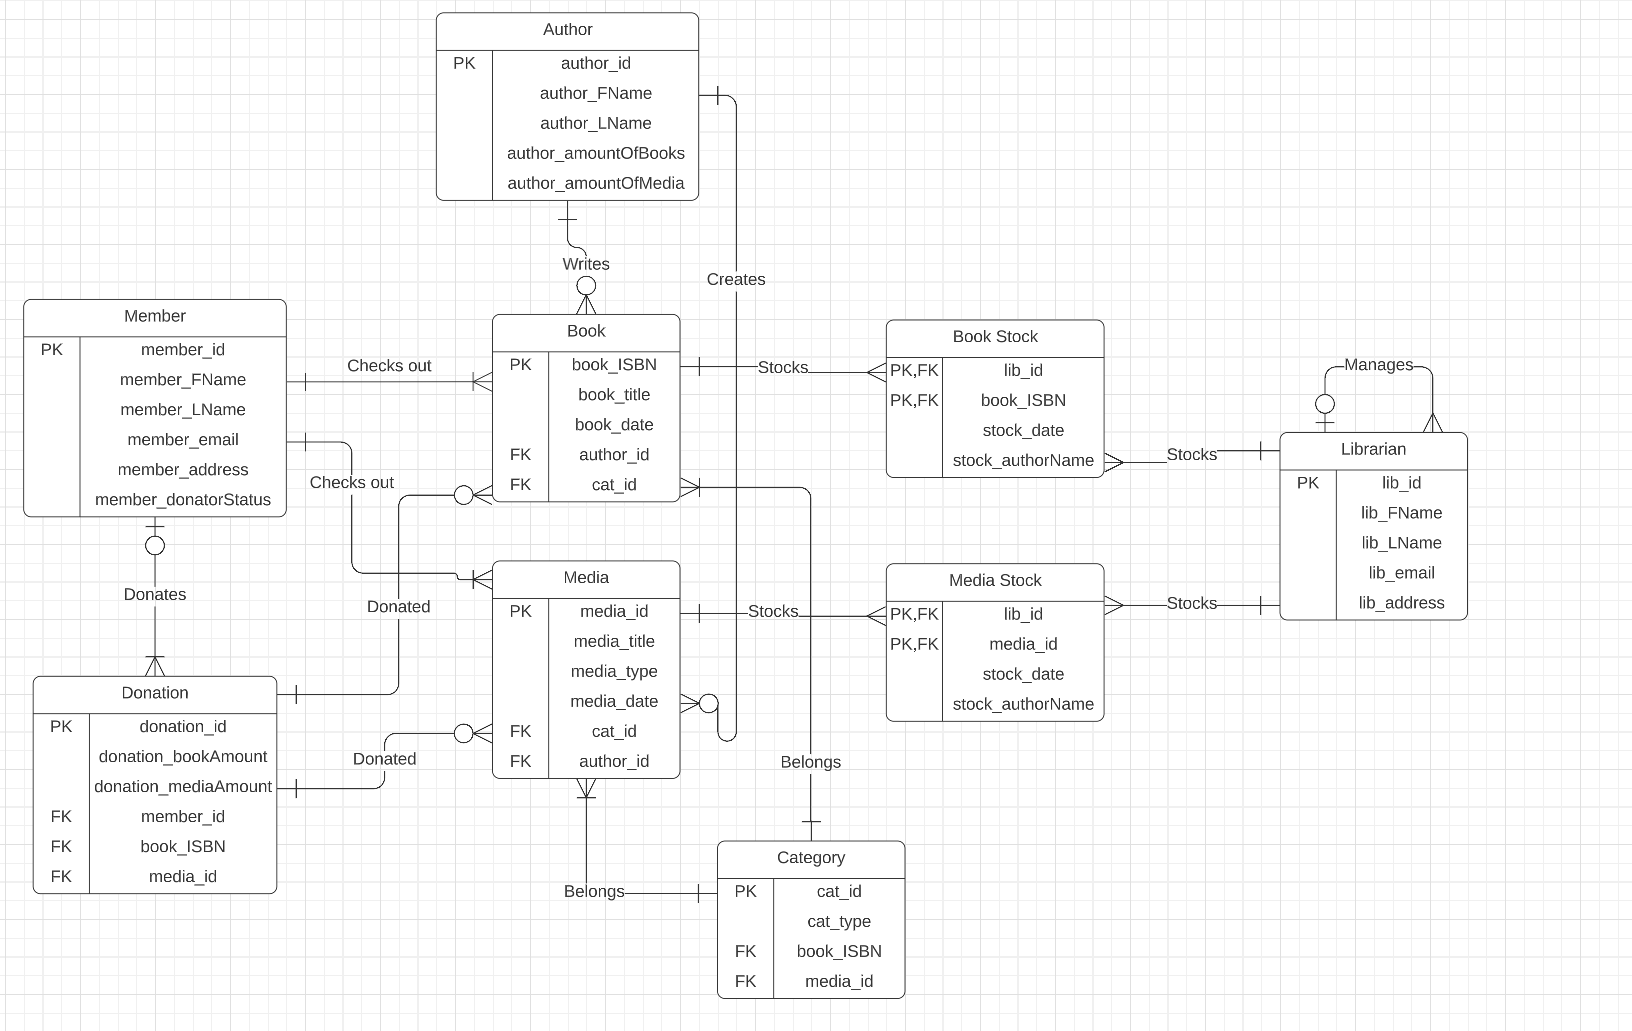 Author
PK author_id
author_FName
author_LName
author_amountOfBooks
author_amountOfMedia
Writes
Creates
Member
PK member_id
member_FName
member_LName
member_email
member_address
member_donatorStatus
Checks out
Checks out
Book
PK book_ISBN
book_title
book_date
FK author_id
FK cat_id
Stocks
Book Stock
PK,FK lib_id
PK,FK book_ISBN
stock_date
stock_authorName
Stocks
Manages
Librarian
PK lib_id
lib_FName
lib_LName
lib_email
lib_address
Donates
Donated
Media
PK media_id
media_title
media_type
media_date
FK cat_id
FK author_id
Stocks
Media Stock
PK,FK lib_id
PK,FK media_id
stock_date
stock_authorName
Stocks
Donation
PK donation_id
donation_bookAmount
donation_mediaAmount
FK member_id
FK book_ISBN
FK media_id
Donated
Belongs
Belongs
Category
PK cat_id
cat_type
FK book_ISBN
FK media_id